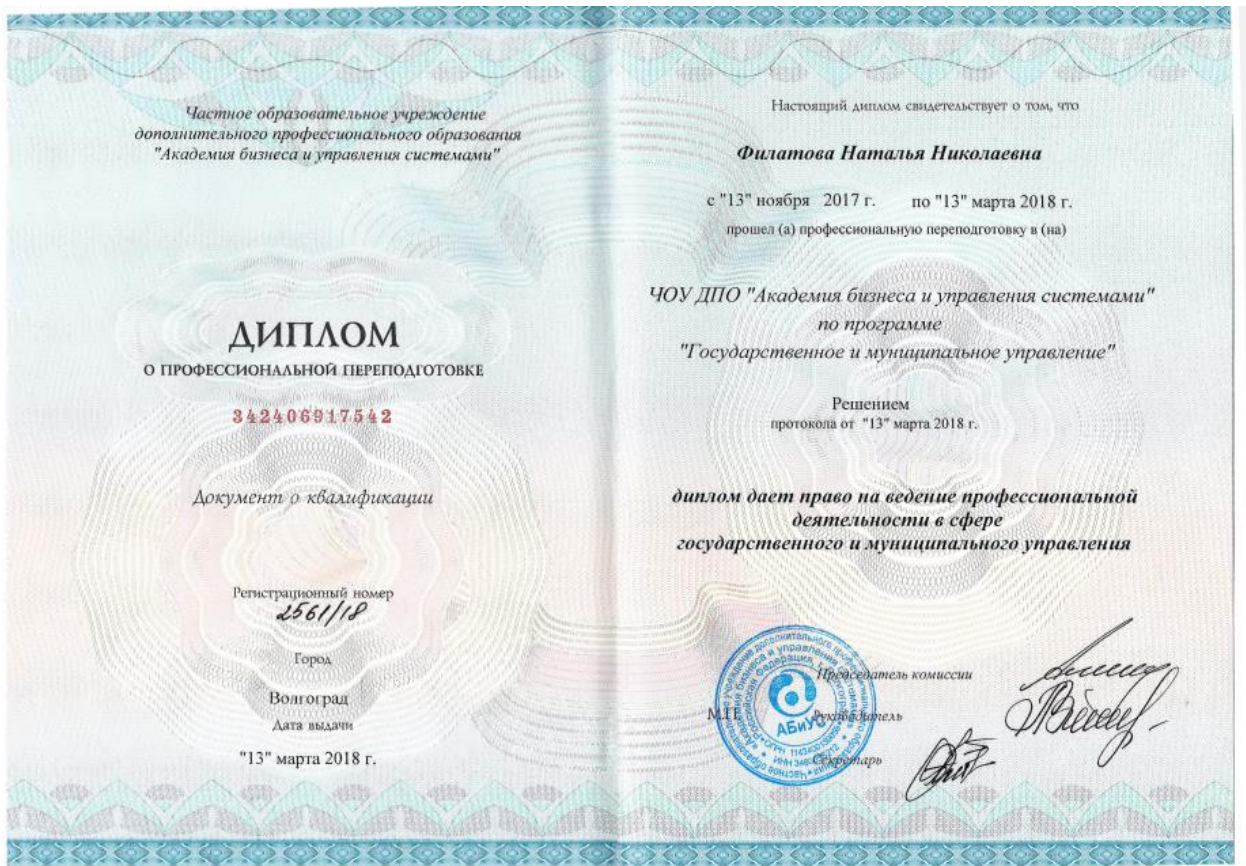 Частное образовательное учреждение
дополнительного профессионального образования
"Академия бизнеса и управления системами"
ДИПЛОМ
О ПРОФЕССИОНАЛЬНОЙ ПЕРЕПОДГОТОВКЕ
342406917542
Документ о квалификации
Регистрационный номер
2561/18
Город
Волгоград
Дата выдачи
"13" марта 2018 г.
Настоящий диплом свидетельствует о том, что
Филатова Наталья Николаевна
с "13" ноября 2017 г. по "13" марта 2018 г.
прошел (а) профессиональную переподготовку в (на)
ЧОУ ДПО "Академия бизнеса и управления системами"
по программе
"Государственное и муниципальное управление"
Решением
протокола от "13" марта 2018 г.
диплом дает право на ведение профессиональной
деятельности в сфере
государственного и муниципального управления
Председатель комиссии
М.П. Руководитель
Секретарь
АБиУС